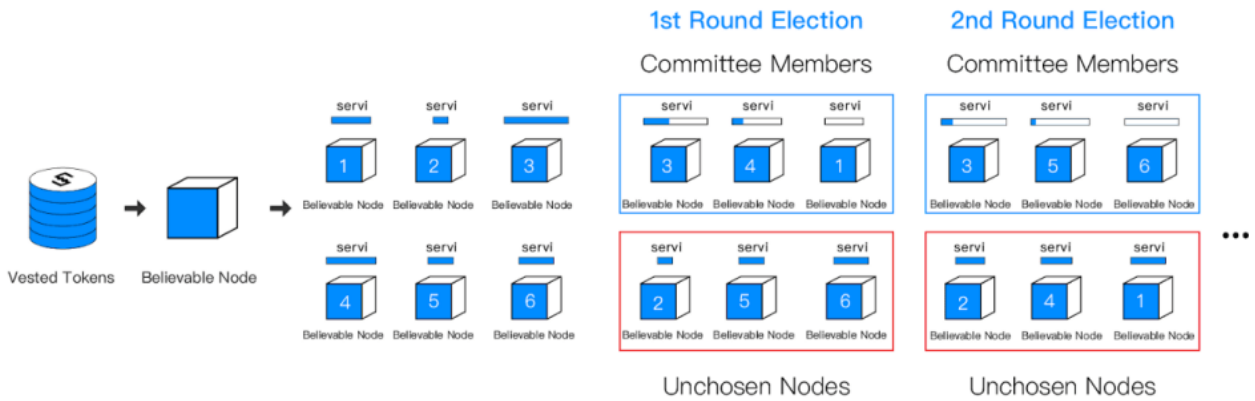 1st Round Election
2nd Round Election
Committee Members
Committee Members
servi servi servi
servi servi servi
servi servi servi
1 2 3
3 4 1
3 5 6
Believable Node Believable Node Believable Node
Believable Node Believable Node Believable Node
Believable Node Believable Node Believable Node
Vested Tokens
Believable Node
servi servi servi
servi servi servi
servi servi servi
4 5 6
2 5 6
2 4 1
Believable Node Believable Node Believable Node
Believable Node Believable Node Believable Node
Believable Node Believable Node Believable Node
...
Unchosen Nodes
Unchosen Nodes